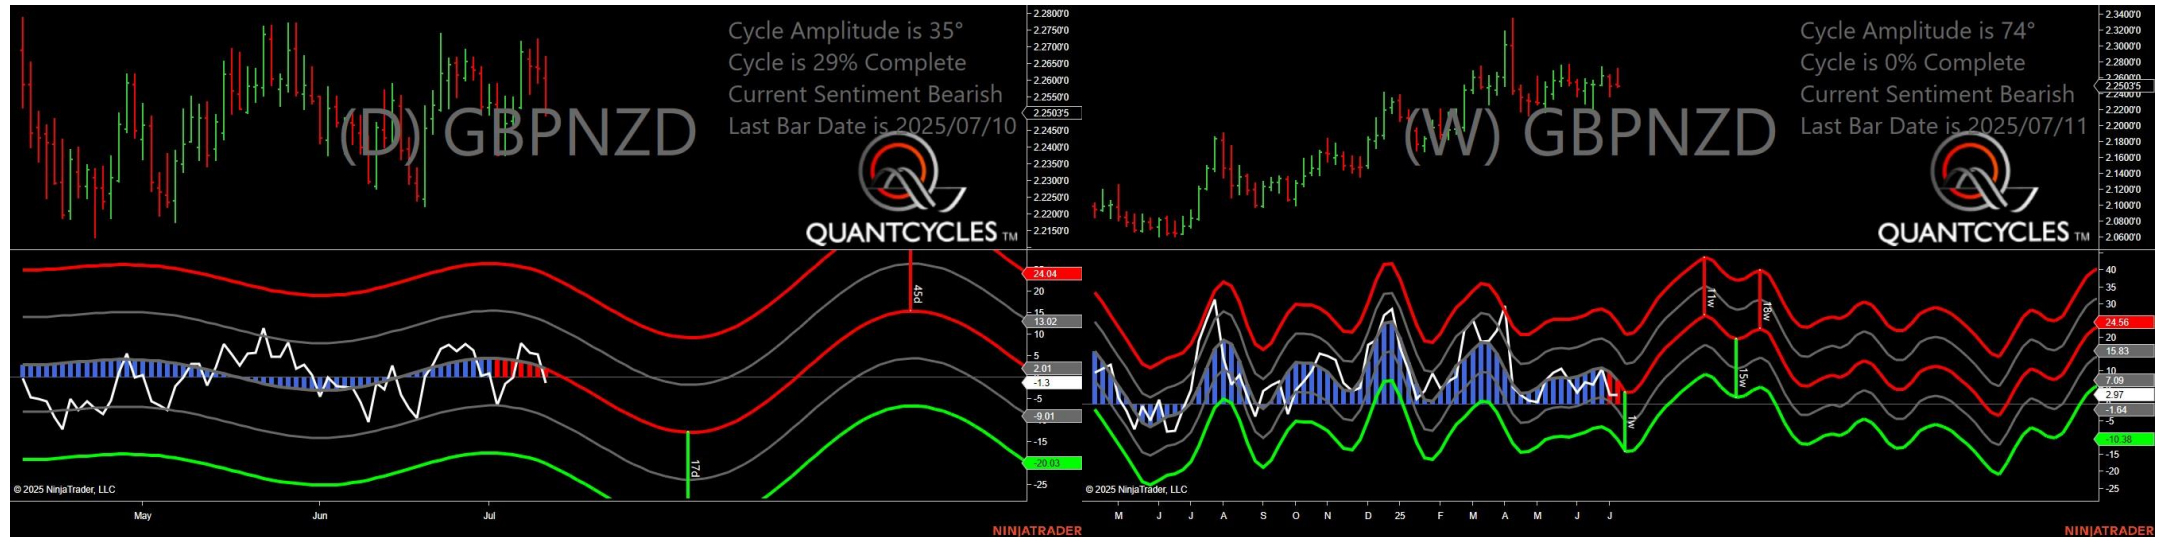 Cycle Amplitude is 35°
Cycle is 29% Complete
Current Sentiment Bearish
Last Bar Date is 2025/07/10
(D) GBPNZD
QUANTCYCLES TM
2.2800'0
2.2750'0
2.2700'0
2.2650'0
2.2600'0
2.2550'0
2.2503'5
2.2450'0
2.2400'0
2.2350'0
2.2300'0
2.2250'0
2.2200'0
2.2150'0
24.04
20
15
13.02
10
5
2.01
-1.3
-5
-9.01
-15
-20.03
-25
45d
17d
© 2025 NinjaTrader, LLC
May Jun Jul
NINJATRADER
Cycle Amplitude is 74°
Cycle is 0% Complete
Current Sentiment Bearish
Last Bar Date is 2025/07/11
(W) GBPNZD
QUANTCYCLES TM
2.3400'0
2.3200'0
2.3000'0
2.2800'0
2.2600'0
2.2503'5
2.2400'0
2.2200'0
2.2000'0
2.1800'0
2.1600'0
2.1400'0
2.1200'0
2.1000'0
2.0800'0
2.0600'0
40
35
30
24.56
20
15.83
10
7.09
2.97
-1.64
-5
-10.38
-15
-20
-25
11w
18w
15w
1w
© 2025 NinjaTrader, LLC
M J J A S O N D 25 F M A M J J
NINJATRADER